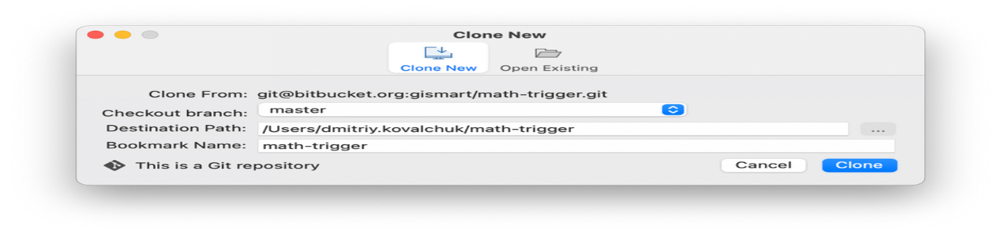 Clone New
Clone New Open Existing
Clone From: git@bitbucket.org:gismart/math-trigger.git
Checkout branch: master
Destination Path: /Users/dmitriy.kovalchuk/math-trigger ...
Bookmark Name: math-trigger
This is a Git repository Cancel Clone